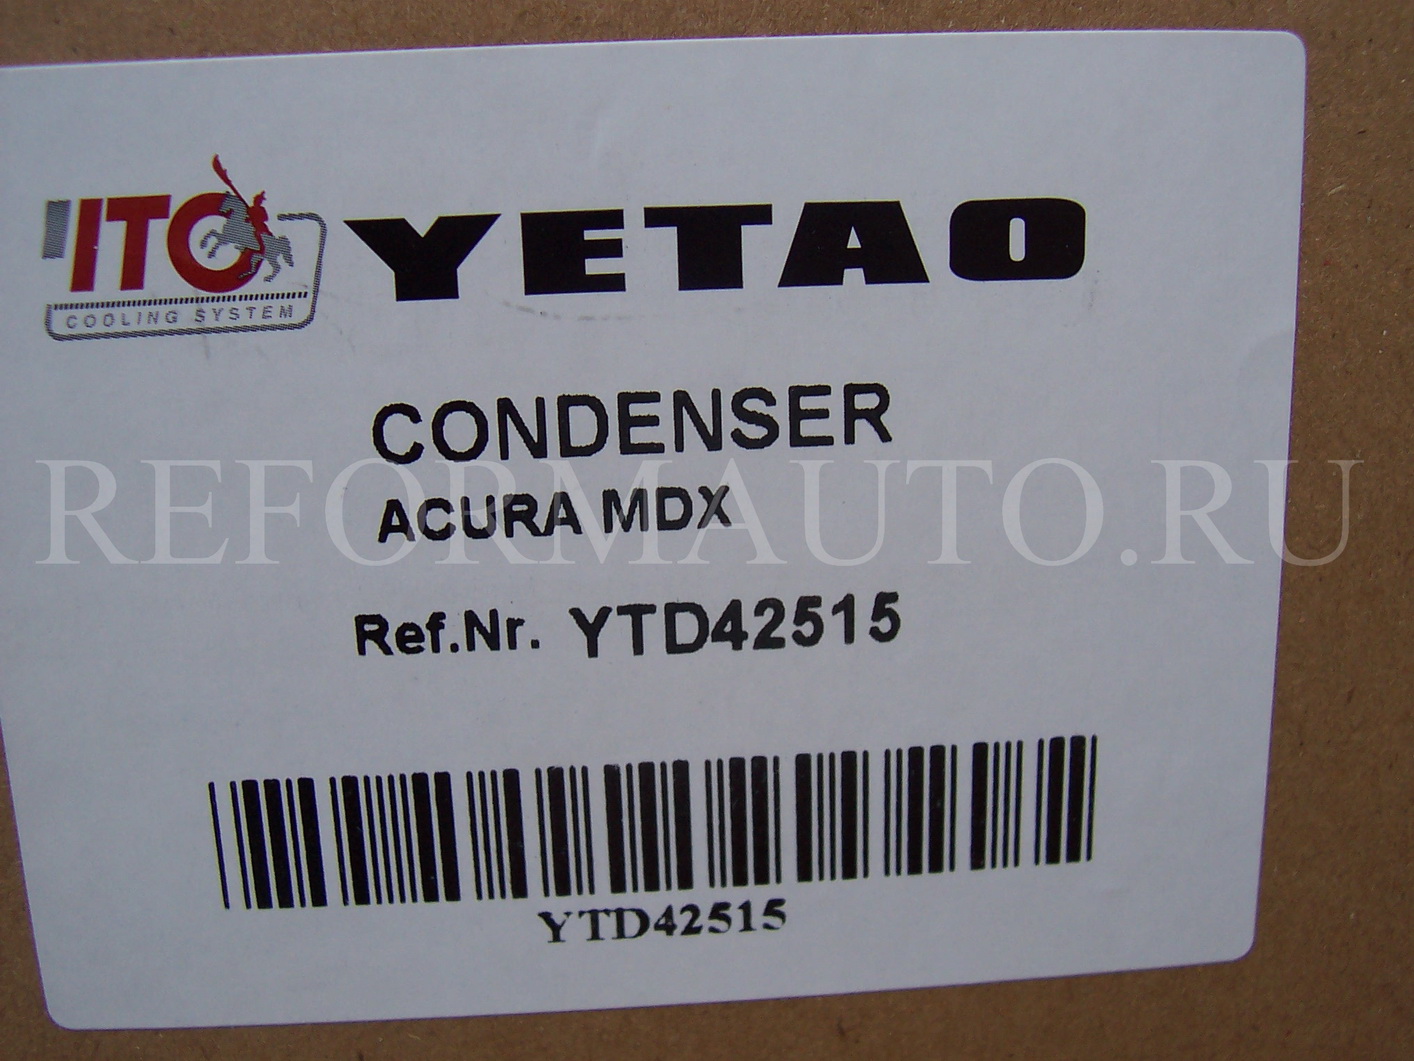 ITO YETAO
COOLING SYSTEM
CONDENSER
REFORMAUTO.RU
ACURA MDX
Ref.Nr. YTD42515
YTD42515